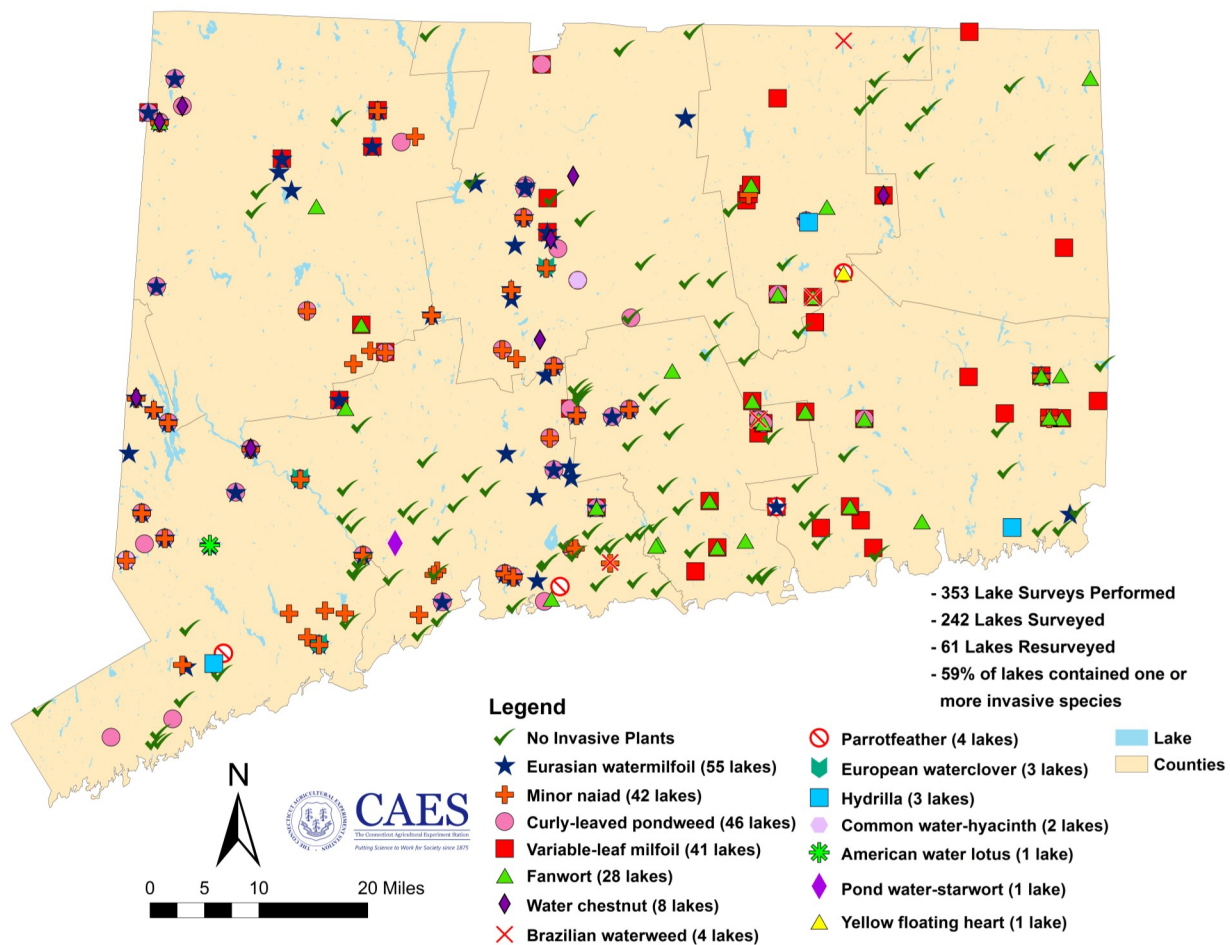 - 353 Lake Surveys Performed
- 242 Lakes Surveyed
- 61 Lakes Resurveyed
- 59% of lakes contained one or
more invasive species
Legend
No Invasive Plants
Eurasian watermilfoil (55 lakes)
Minor naiad (42 lakes)
Curly-leaved pondweed (46 lakes)
Variable-leaf milfoil (41 lakes)
Fanwort (28 lakes)
Water chestnut (8 lakes)
Brazilian waterweed (4 lakes)
Parrotfeather (4 lakes)
European waterclover (3 lakes)
Hydrilla (3 lakes)
Common water-hyacinth (2 lakes)
American water lotus (1 lake)
Pond water-starwort (1 lake)
Yellow floating heart (1 lake)
Lake
Counties
N
THE CONNECTICUT AGRICULTURAL EXPERIMENT STATION
CAES
The Connecticut Agricultural Experiment Station
Putting Science to Work for Society since 1875
0 5 10 20 Miles